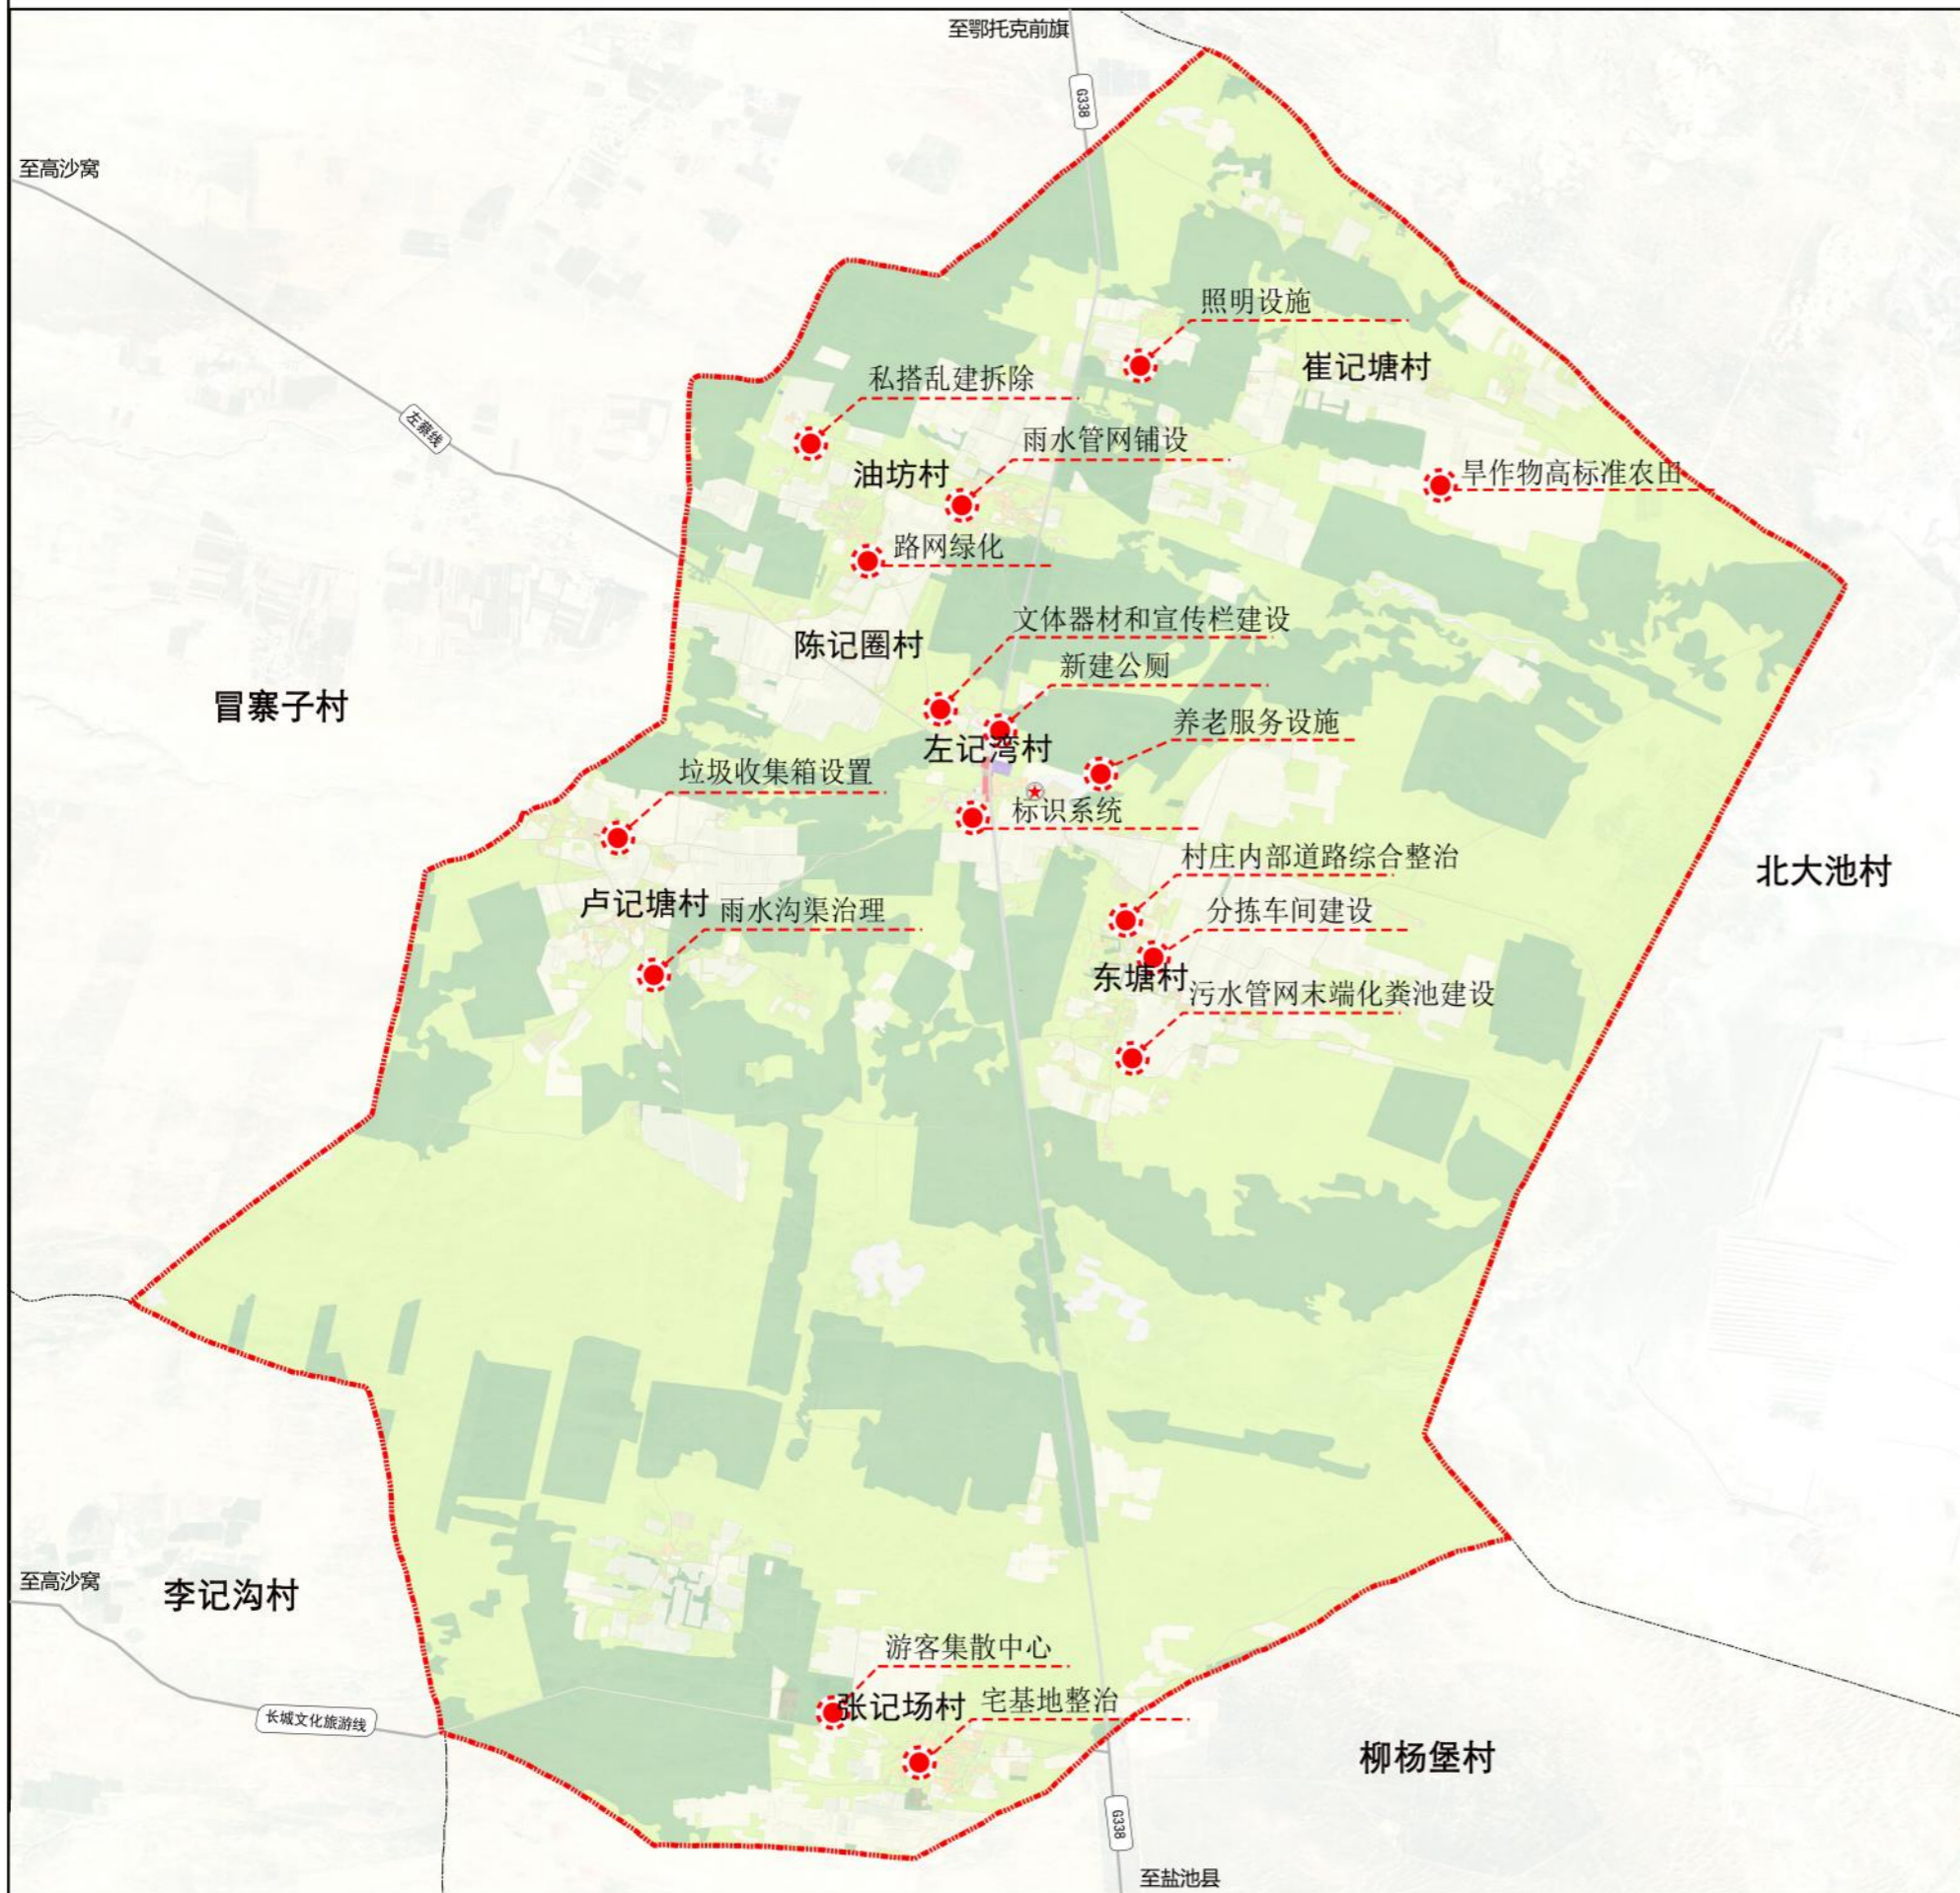 至鄂托克前旗
G338
至高沙窝
照明设施
崔记塘村
私搭乱建拆除
左蔡线
雨水管网铺设
油坊村
旱作物高标准农田
路网绿化
文体器材和宣传栏建设
陈记圈村
新建公厕
冒寨子村
养老服务设施
左记湾村
垃圾收集箱设置
标识系统
村庄内部道路综合整治
北大池村
卢记塘村
雨水沟渠治理
分拣车间建设
东塘村
污水管网末端化粪池建设
至高沙窝
李记沟村
游客集散中心
张记场村
宅基地整治
长城文化旅游线
柳杨堡村
G338
至盐池县